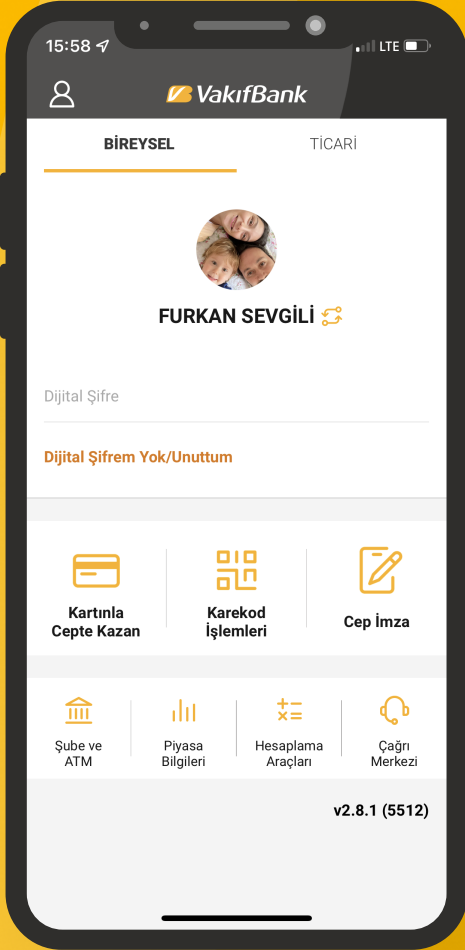 15:58
LTE
VakıfBank
BİREYSEL
TİCARİ
FURKAN SEVGİLİ
Dijital Şifre
Dijital Şifrem Yok/Unuttum
Kartınla
Cepte Kazan
Karekod
İşlemleri
Cep İmza
Şube ve
ATM
Piyasa
Bilgileri
Hesaplama
Araçları
Çağrı
Merkezi
v2.8.1 (5512)